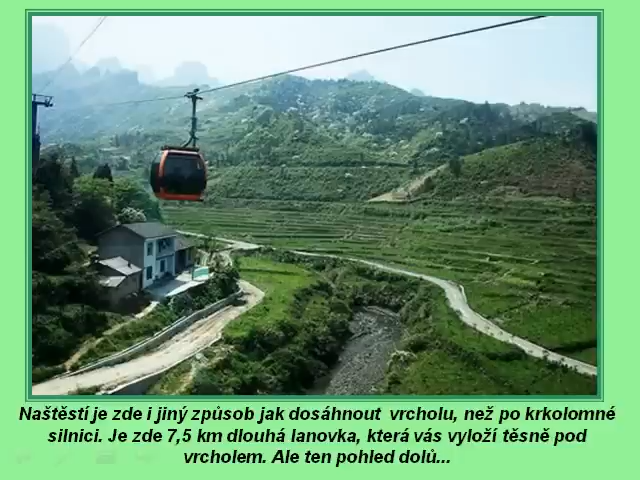 Naštěstí je zde i jiný způsob jak dosáhnout vrcholu, než po krkolomné
silnici. Je zde 7,5 km dlouhá lanovka, která vás vyloží těsně pod
vrcholem. Ale ten pohled dolů...